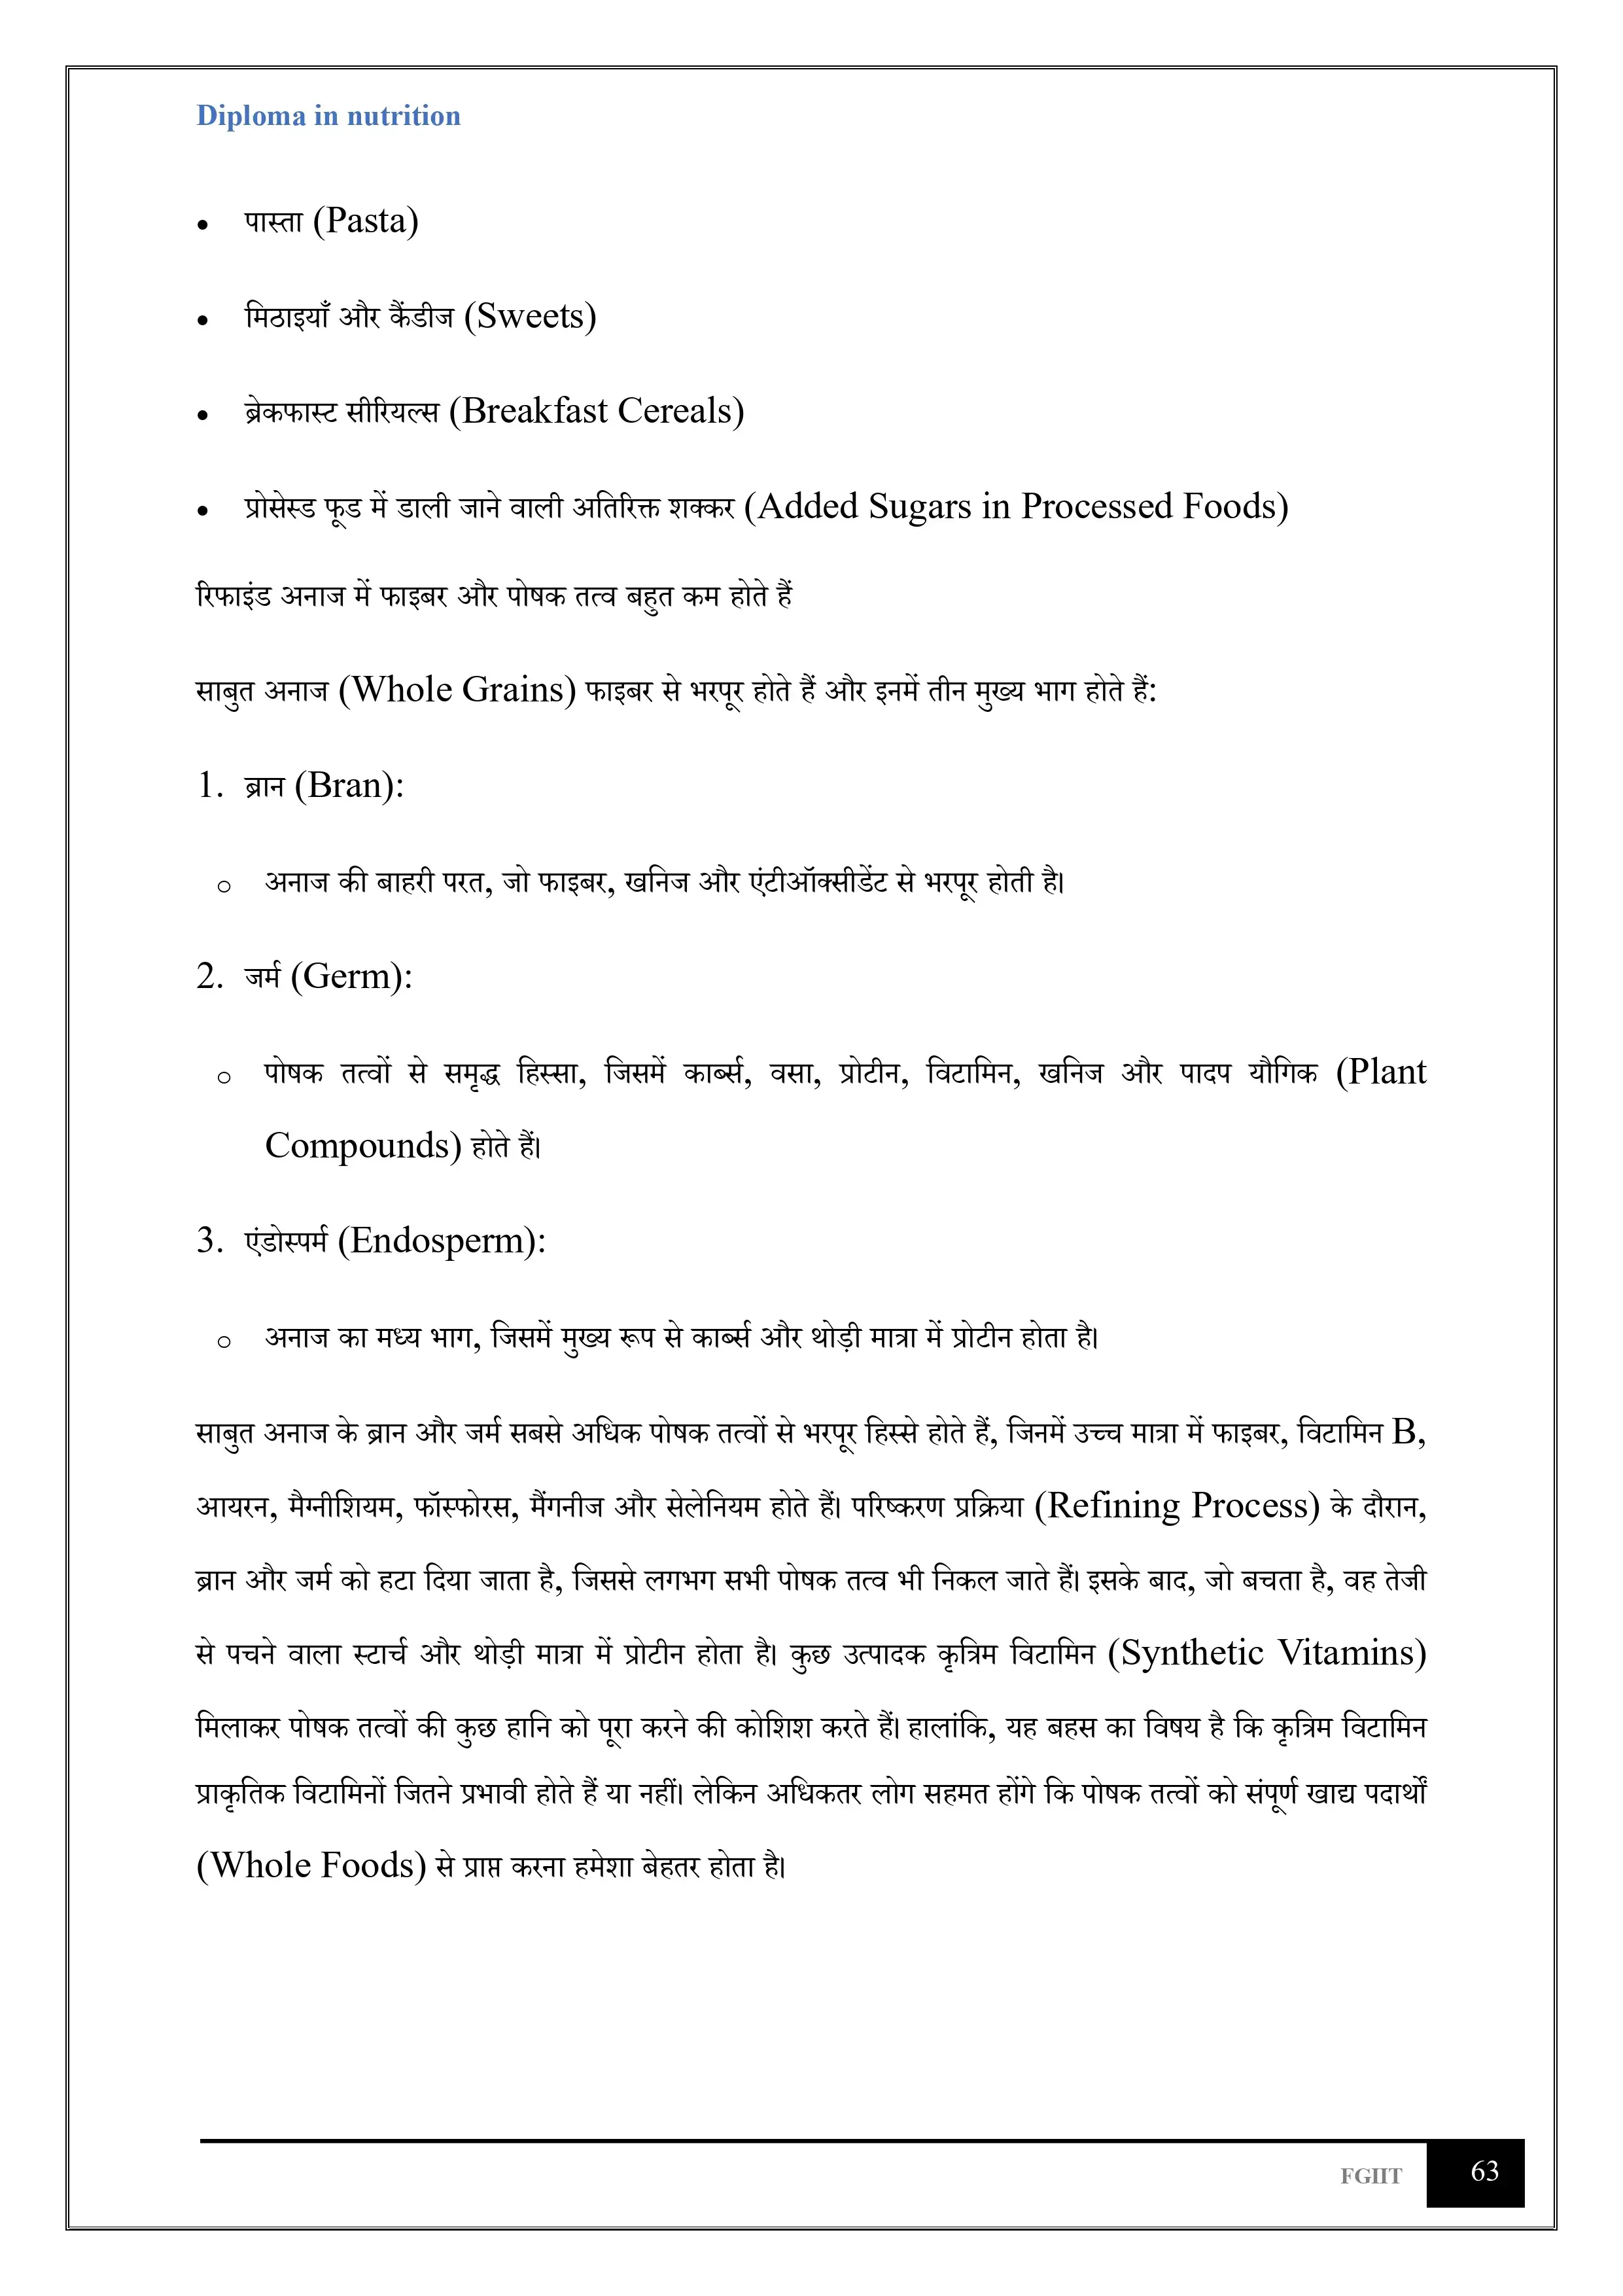 Diploma in nutrition
• पास्ता (Pasta)
• मिठाइयाँ और कैंडीज (Sweets)
• ब्रेकफास्ट सीरियल्स (Breakfast Cereals)
• प्रोसेस्ड फूड में डाली जाने वाली अतिरिक्त शक्कर (Added Sugars in Processed Foods)
रिफाइंड अनाज में फाइबर और पोषक तत्व बहुत कम होते हैं
साबुत अनाज (Whole Grains) फाइबर से भरपूर होते हैं और इनमें तीन मुख्य भाग होते हैं:
1. ब्रान (Bran):
o अनाज की बाहरी परत, जो फाइबर, खनिज और एंटीऑक्सीडेंट से भरपूर होती है।
2. जर्म (Germ):
o पोषक तत्वों से समृद्ध हिस्सा, जिसमें कार्ब्स, वसा, प्रोटीन, विटामिन, खनिज और पादप यौगिक (Plant
Compounds) होते हैं।
3. एंडोस्पर्म (Endosperm):
o अनाज का मध्य भाग, जिसमें मुख्य रूप से कार्ब्स और थोड़ी मात्रा में प्रोटीन होता है।
साबुत अनाज के ब्रान और जर्म सबसे अधिक पोषक तत्वों से भरपूर हिस्से होते हैं, जिनमें उच्च मात्रा में फाइबर, विटामिन B,
आयरन, मैग्नीशियम, फॉस्फोरस, मैंगनीज और सेलेनियम होते हैं। परिष्करण प्रक्रिया (Refining Process) के दौरान,
ब्रान और जर्म को हटा दिया जाता है, जिससे लगभग सभी पोषक तत्व भी निकल जाते हैं। इसके बाद, जो बचता है, वह तेजी
से पचने वाला स्टार्च और थोड़ी मात्रा में प्रोटीन होता है। कुछ उत्पादक कृत्रिम विटामिन (Synthetic Vitamins)
मिलाकर पोषक तत्वों की कुछ हानि को पूरा करने की कोशिश करते हैं। हालांकि, यह बहस का विषय है कि कृत्रिम विटामिन
प्राकृतिक विटामिनों जितने प्रभावी होते हैं या नहीं। लेकिन अधिकतर लोग सहमत होंगे कि पोषक तत्वों को संपूर्ण खाद्य पदार्थों
(Whole Foods) से प्राप्त करना हमेशा बेहतर होता है।
FGIIT 63